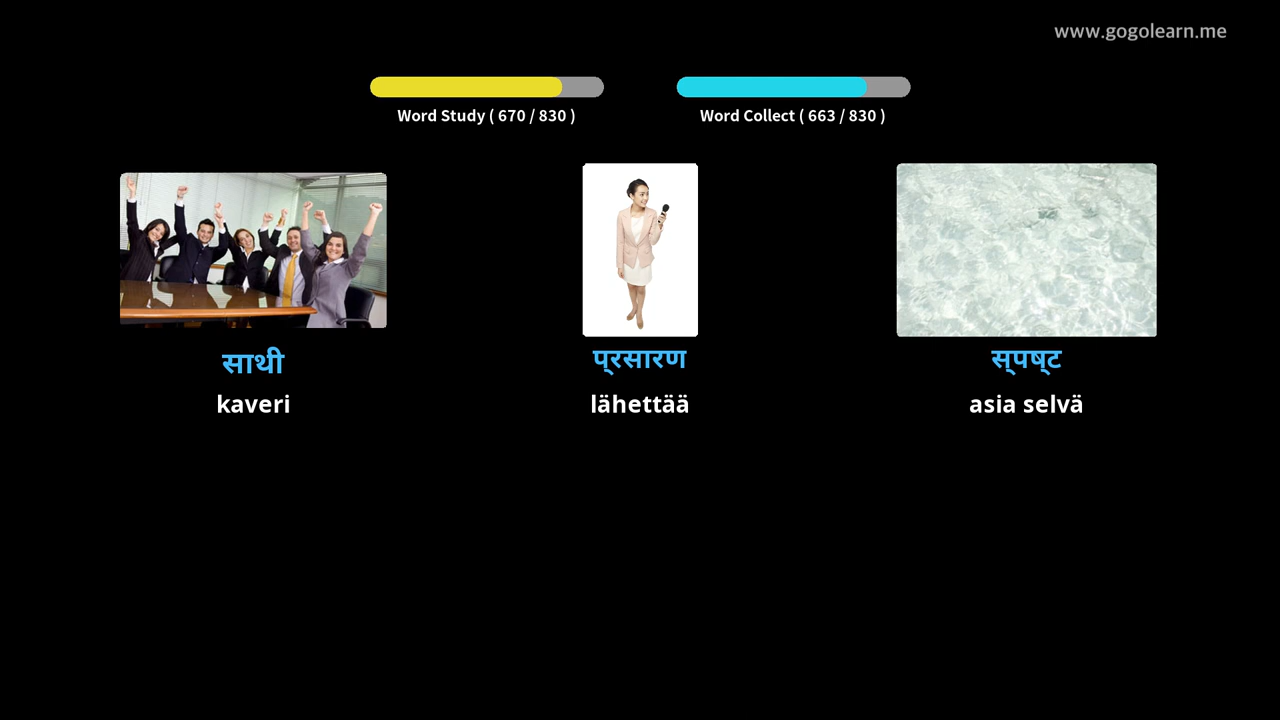 www.gogolearn.me
Word Study ( 670 / 830 )
Word Collect ( 663 / 830 )
साथी
प्रसारण
स्पष्ट
kaveri
lähettää
asia selvä